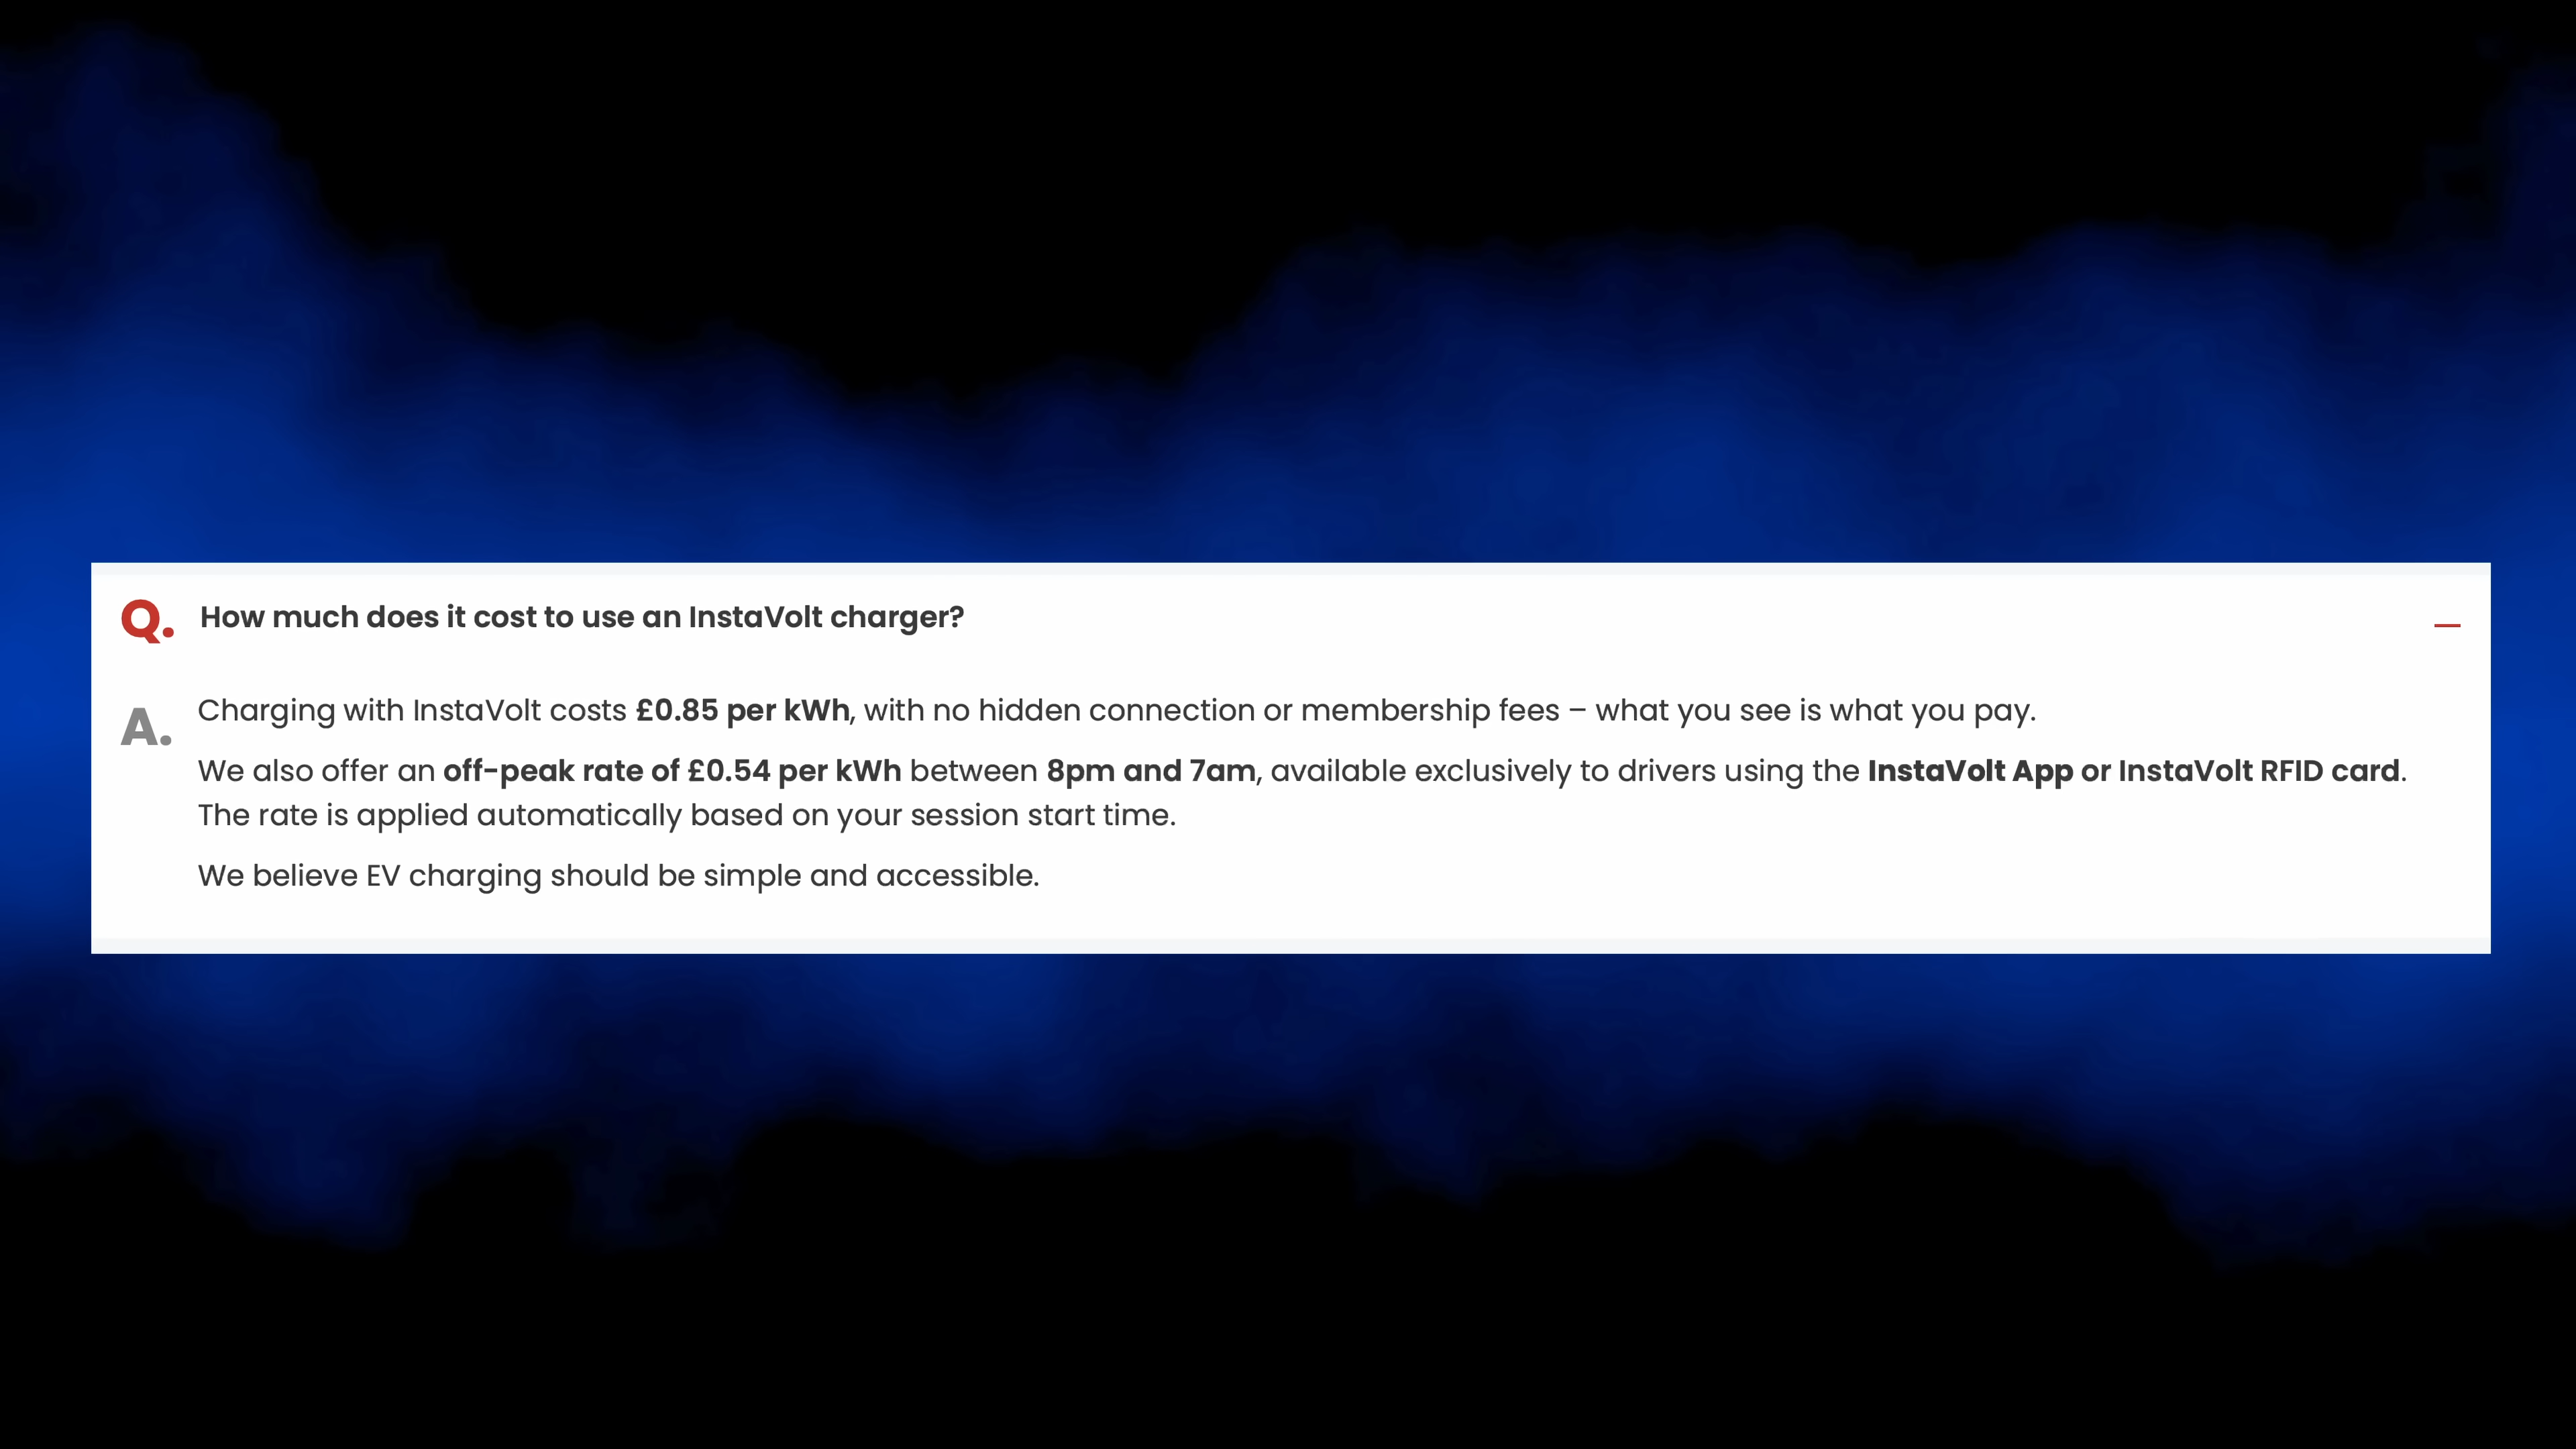 Q. How much does it cost to use an InstaVolt charger?
A. Charging with InstaVolt costs £0.85 per kWh, with no hidden connection or membership fees – what you see is what you pay.
We also offer an off-peak rate of £0.54 per kWh between 8pm and 7am, available exclusively to drivers using the InstaVolt App or InstaVolt RFID card.
The rate is applied automatically based on your session start time.
We believe EV charging should be simple and accessible.